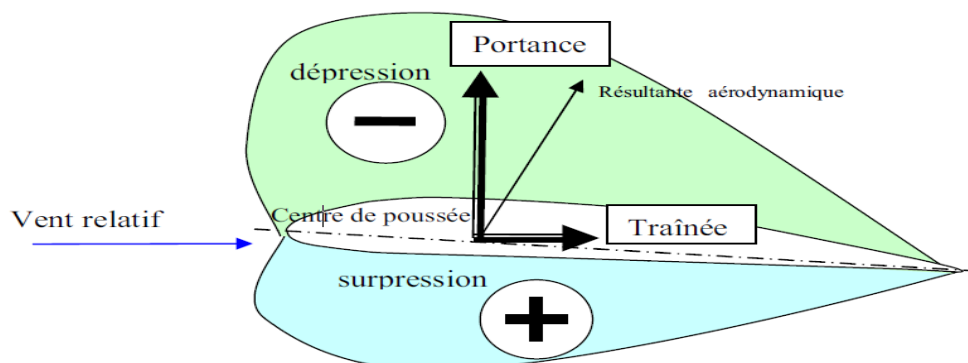 Portance
dépression
Résultante aérodynamique
−
Vent relatif
Centre de poussée
Traînée
surpression
+